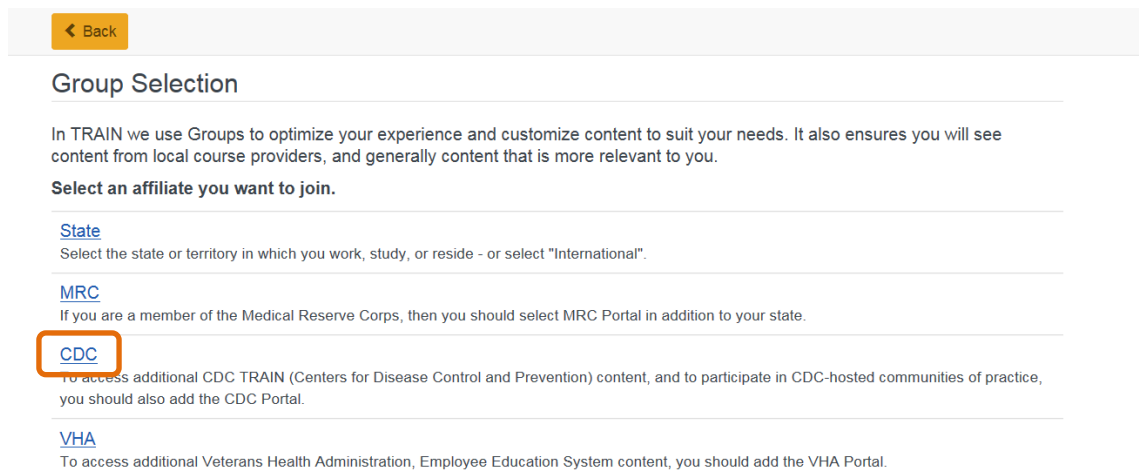 Back
Group Selection
In TRAIN we use Groups to optimize your experience and customize content to suit your needs. It also ensures you will see
content from local course providers, and generally content that is more relevant to you.
Select an affiliate you want to join.
State
Select the state or territory in which you work, study, or reside - or select "International".
MRC
If you are a member of the Medical Reserve Corps, then you should select MRC Portal in addition to your state.
CDC
To access additional CDC TRAIN (Centers for Disease Control and Prevention) content, and to participate in CDC-hosted communities of practice,
you should also add the CDC Portal.
VHA
To access additional Veterans Health Administration, Employee Education System content, you should add the VHA Portal.